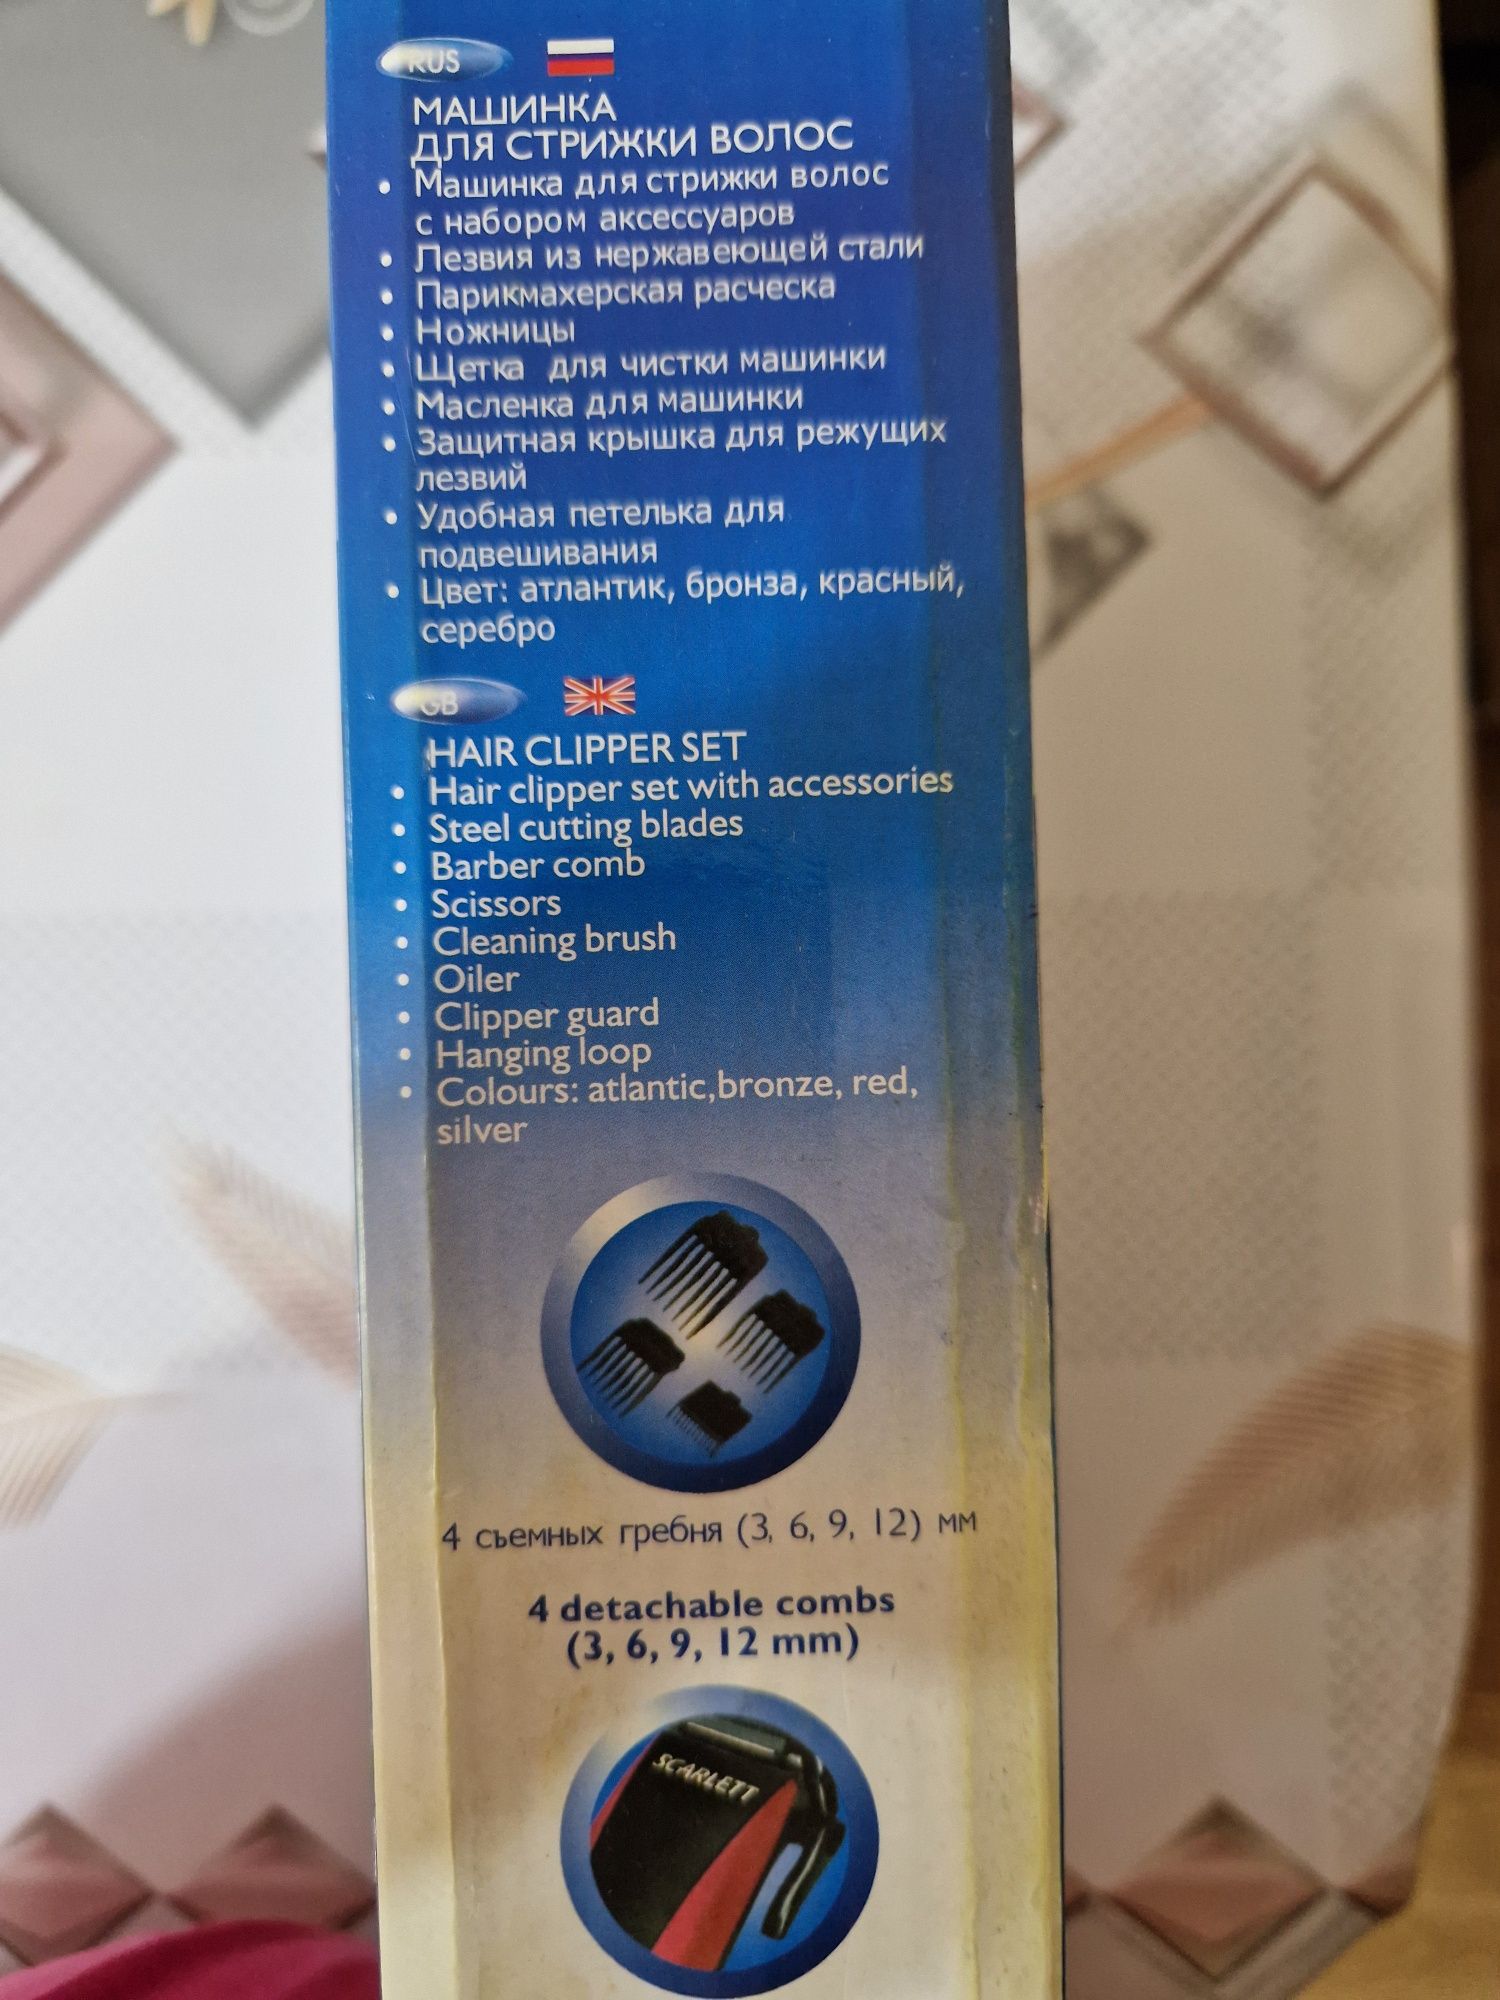 RUS
МАШИНКА
ДЛЯ СТРИЖКИ ВОЛОС
• Машинка для стрижки волос
с набором аксессуаров
• Лезвия из нержавеющей стали
• Парикмахерская расческа
• Ножницы
• Щетка для чистки машинки
• Масленка для машинки
• Защитная крышка для режущих
лезвий
• Удобная петелька для
подвешивания
• Цвет: атлантик, бронза, красный,
серебро
GB
HAIR CLIPPER SET
• Hair clipper set with accessories
• Steel cutting blades
• Barber comb
• Scissors
• Cleaning brush
• Oiler
• Clipper guard
• Hanging loop
• Colours: atlantic,bronze, red,
silver
4 сьемных гребня (3, 6, 9, 12) мм
4 detachable combs
(3, 6, 9, 12 mm)
SCARLETT